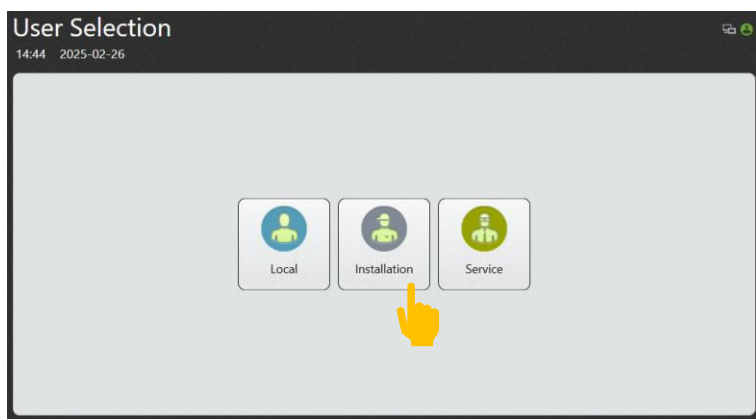 User Selection
14:44 2025-02-26
Local
Installation
Service